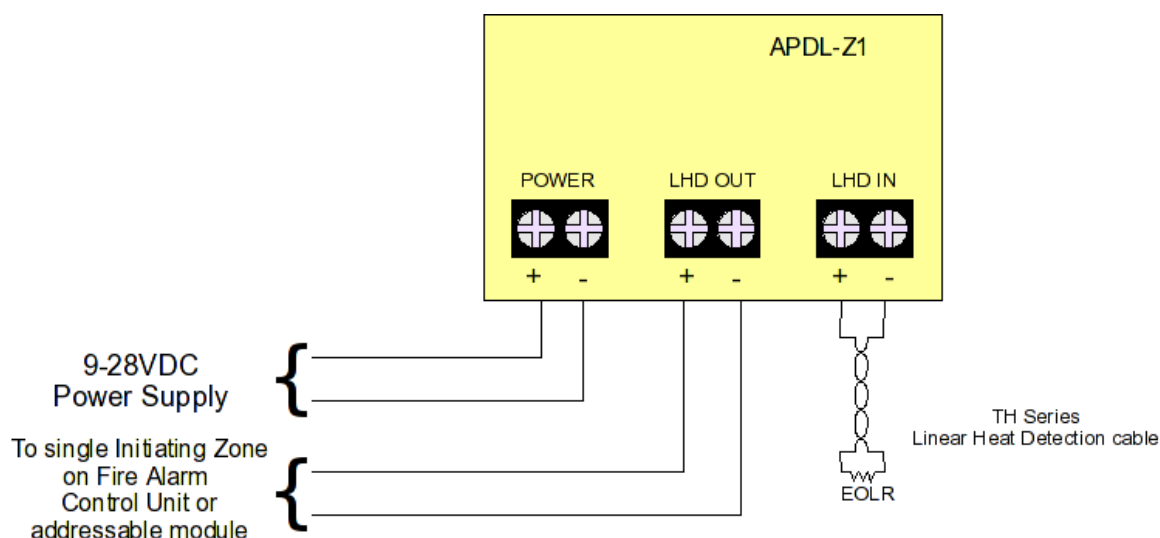 APDL-Z1
POWER
LHD OUT
LHD IN
+
-
+
-
+
-
9-28VDC
Power Supply
To single Initiating Zone
on Fire Alarm
Control Unit or
addressable module
TH Series
Linear Heat Detection cable
EOLR